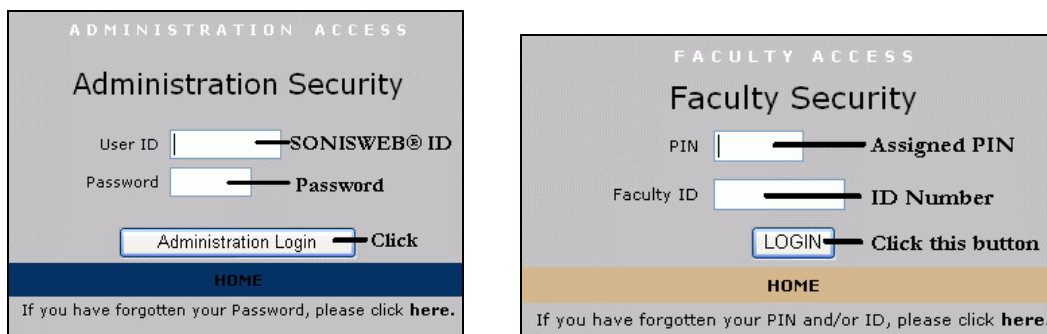 ADMINISTRATION ACCESS
Administration Security
User ID SONISWEB® ID
Password Password
Administration Login Click
HOME
If you have forgotten your Password, please click here.
FACULTY ACCESS
Faculty Security
PIN Assigned PIN
Faculty ID ID Number
LOGIN Click this button
HOME
If you have forgotten your PIN and/or ID, please click here.